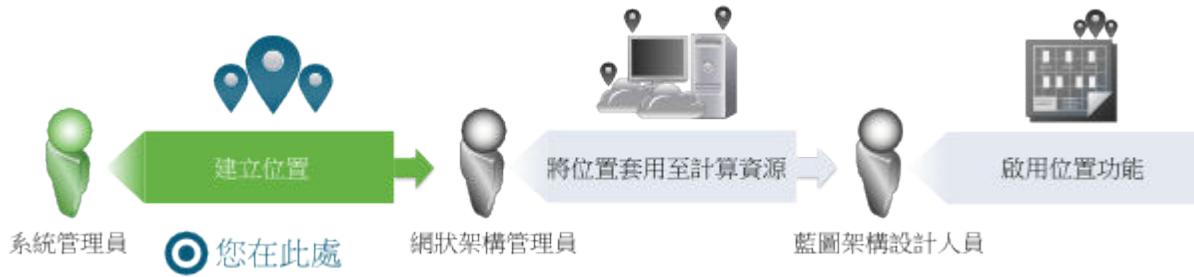 建立位置
將位置套用至計算資源
啟用位置功能
系統管理員
您在此處
網狀架構管理員
藍圖架構設計人員